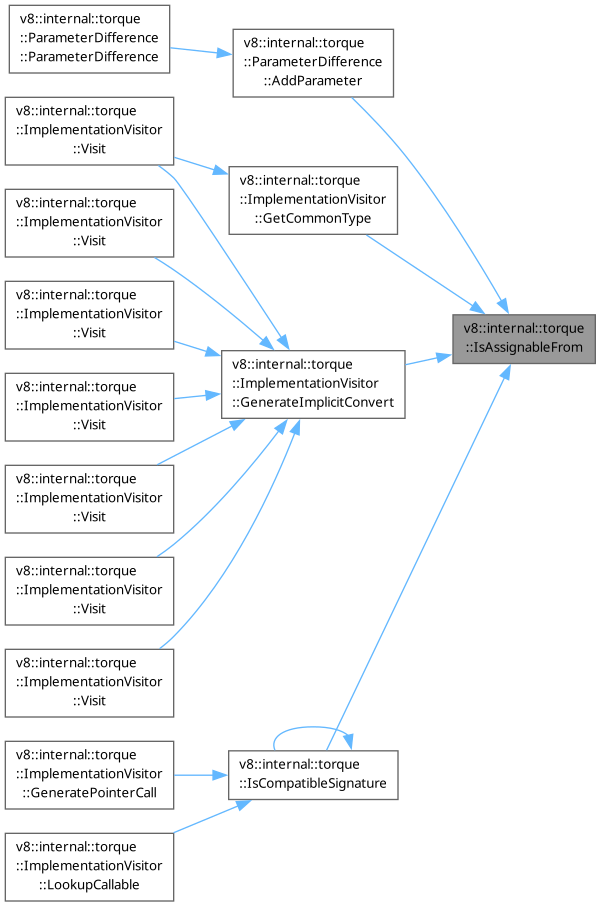 v8::internal::torque
::ParameterDifference
::ParameterDifference
v8::internal::torque
::ParameterDifference
::AddParameter
v8::internal::torque
::ImplementationVisitor
::Visit
v8::internal::torque
::ImplementationVisitor
::GetCommonType
v8::internal::torque
::ImplementationVisitor
::Visit
v8::internal::torque
::ImplementationVisitor
::Visit
v8::internal::torque
::IsAssignableFrom
v8::internal::torque
::ImplementationVisitor
::GenerateImplicitConvert
v8::internal::torque
::ImplementationVisitor
::Visit
v8::internal::torque
::ImplementationVisitor
::Visit
v8::internal::torque
::ImplementationVisitor
::Visit
v8::internal::torque
::ImplementationVisitor
::Visit
v8::internal::torque
::ImplementationVisitor
::GeneratePointerCall
v8::internal::torque
::IsCompatibleSignature
v8::internal::torque
::ImplementationVisitor
::LookupCallable